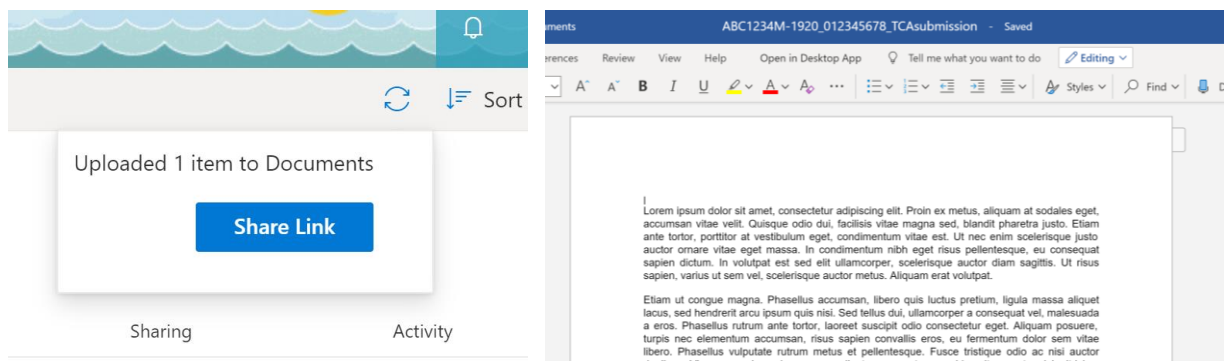 Sort
Uploaded 1 item to Documents
Share Link
Sharing Activity
ABC1234M-1920_012345678_TCAsubmission - Saved
Review View Help Open in Desktop App Tell me what you want to do Editing
B I U A Styles Find
Lorem ipsum dolor sit amet, consectetur adipiscing elit. Proin ex metus, aliquam at sodales eget,
accumsan vitae velit. Quisque odio dui, facilisis vitae magna sed, blandit pharetra justo. Etiam
ante tortor, porttitor at vestibulum eget, condimentum vitae est. Ut nec enim scelerisque justo
auctor ornare vitae eget massa. In condimentum nibh eget risus pellentesque, eu consequat
sapien dictum. In volutpat est sed elit ullamcorper, scelerisque auctor diam sagittis. Ut risus
sapien, varius ut sem vel, scelerisque auctor metus. Aliquam erat volutpat.
Etiam ut congue magna. Phasellus accumsan, libero quis luctus pretium, ligula massa aliquet
lacus, sed hendrerit arcu ipsum quis nisi. Sed tellus dui, ullamcorper a consequat vel, malesuada
a eros. Phasellus rutrum ante tortor, laoreet suscipit odio consectetur eget. Aliquam posuere,
turpis nec elementum accumsan, risus sapien convallis eros, eu fermentum dolor sem vitae
libero. Phasellus vulputate rutrum metus et pellentesque. Fusce tristique odio ac nisi auctor